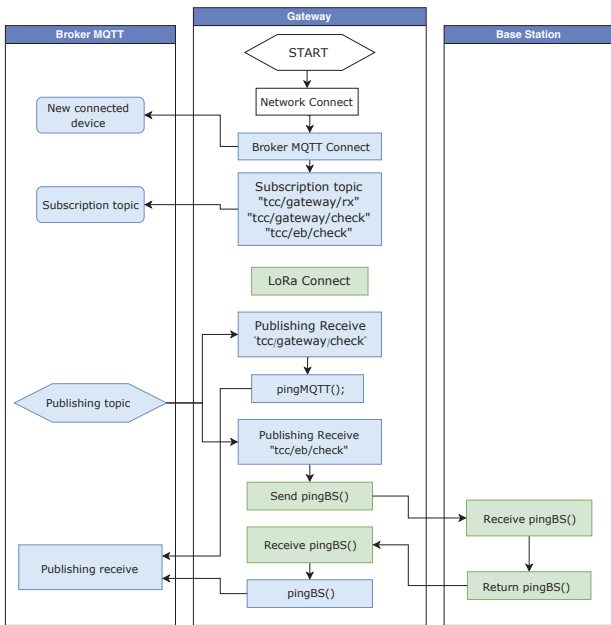 Broker MQTT
Gateway
Base Station
START
Network Connect
New connected
device
Broker MQTT Connect
Subscription topic
Subscription topic
"tcc/gateway/rx"
"tcc/gateway/check"
"tcc/eb/check"
LoRa Connect
Publishing Receive
"tcc/gateway/check"
Publishing topic
pingMQTT();
Publishing Receive
"tcc/eb/check"
Send pingBS()
Receive pingBS()
Receive pingBS()
Publishing receive
pingBS()
Return pingBS()